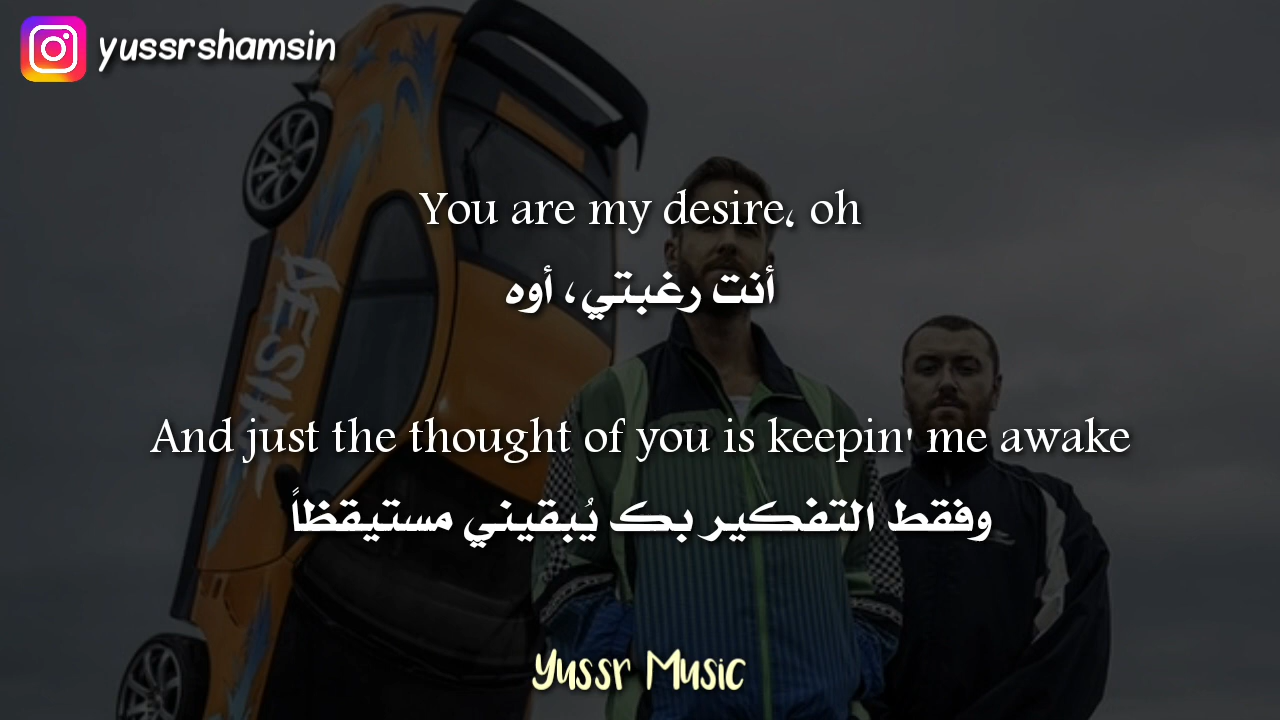 yussrshamsin
You are my desire، oh
أنت رغبتي، أوه
DESIRE
And just the thought of you is keepin' me awake
وفقط التفكير بك يُبقيني مستيقظاً
Yussr Music